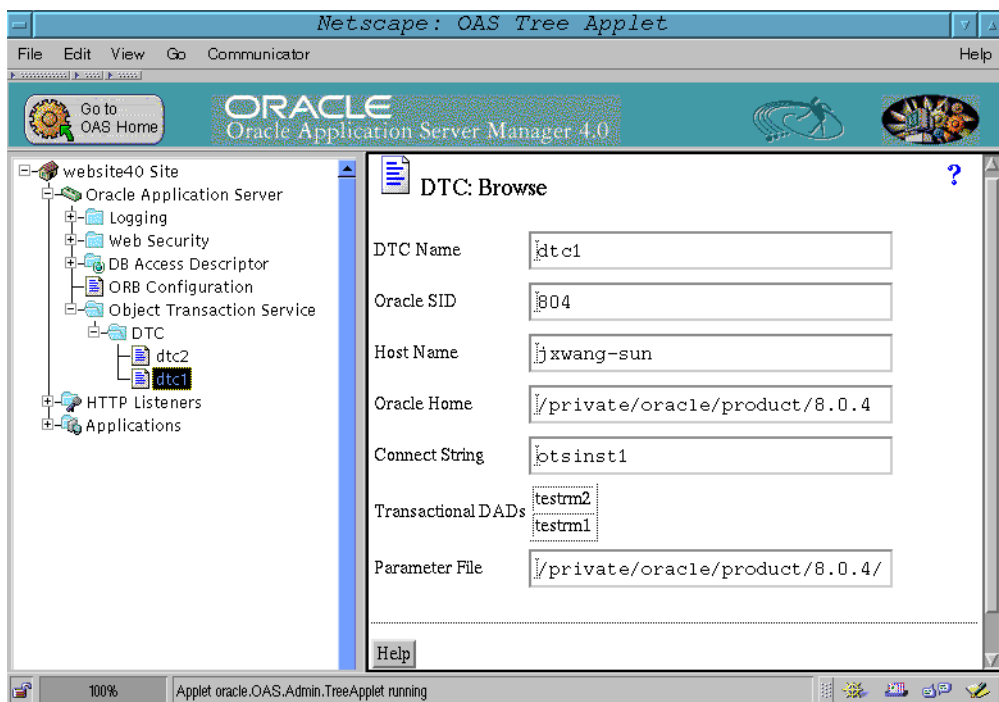 Netscape: OAS Tree Applet
File Edit View Go Communicator Help
Go to
OAS Home
ORACLE
Oracle Application Server Manager 4.0
website40 Site
Oracle Application Server
Logging
Web Security
DB Access Descriptor
ORB Configuration
Object Transaction Service
DTC
dtc2
dtc1
HTTP Listeners
Applications
DTC: Browse
?
DTC Name dtc1
Oracle SID 804
Host Name jxwang-sun
Oracle Home /private/oracle/product/8.0.4
Connect String otsinst1
Transactional DADs testrm2
testrm1
Parameter File /private/oracle/product/8.0.4/
Help
100% Applet oracle.OAS.Admin.TreeApplet running